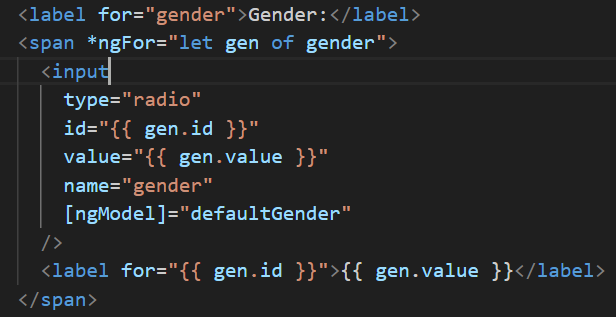 <label for="gender">Gender:</label>
<span *ngFor="let gen of gender">
<input
type="radio"
id="{{ gen.id }}"
value="{{ gen.value }}"
name="gender"
[ngModel]="defaultGender"
/>
<label for="{{ gen.id }}">{{ gen.value }}</label>
</span>